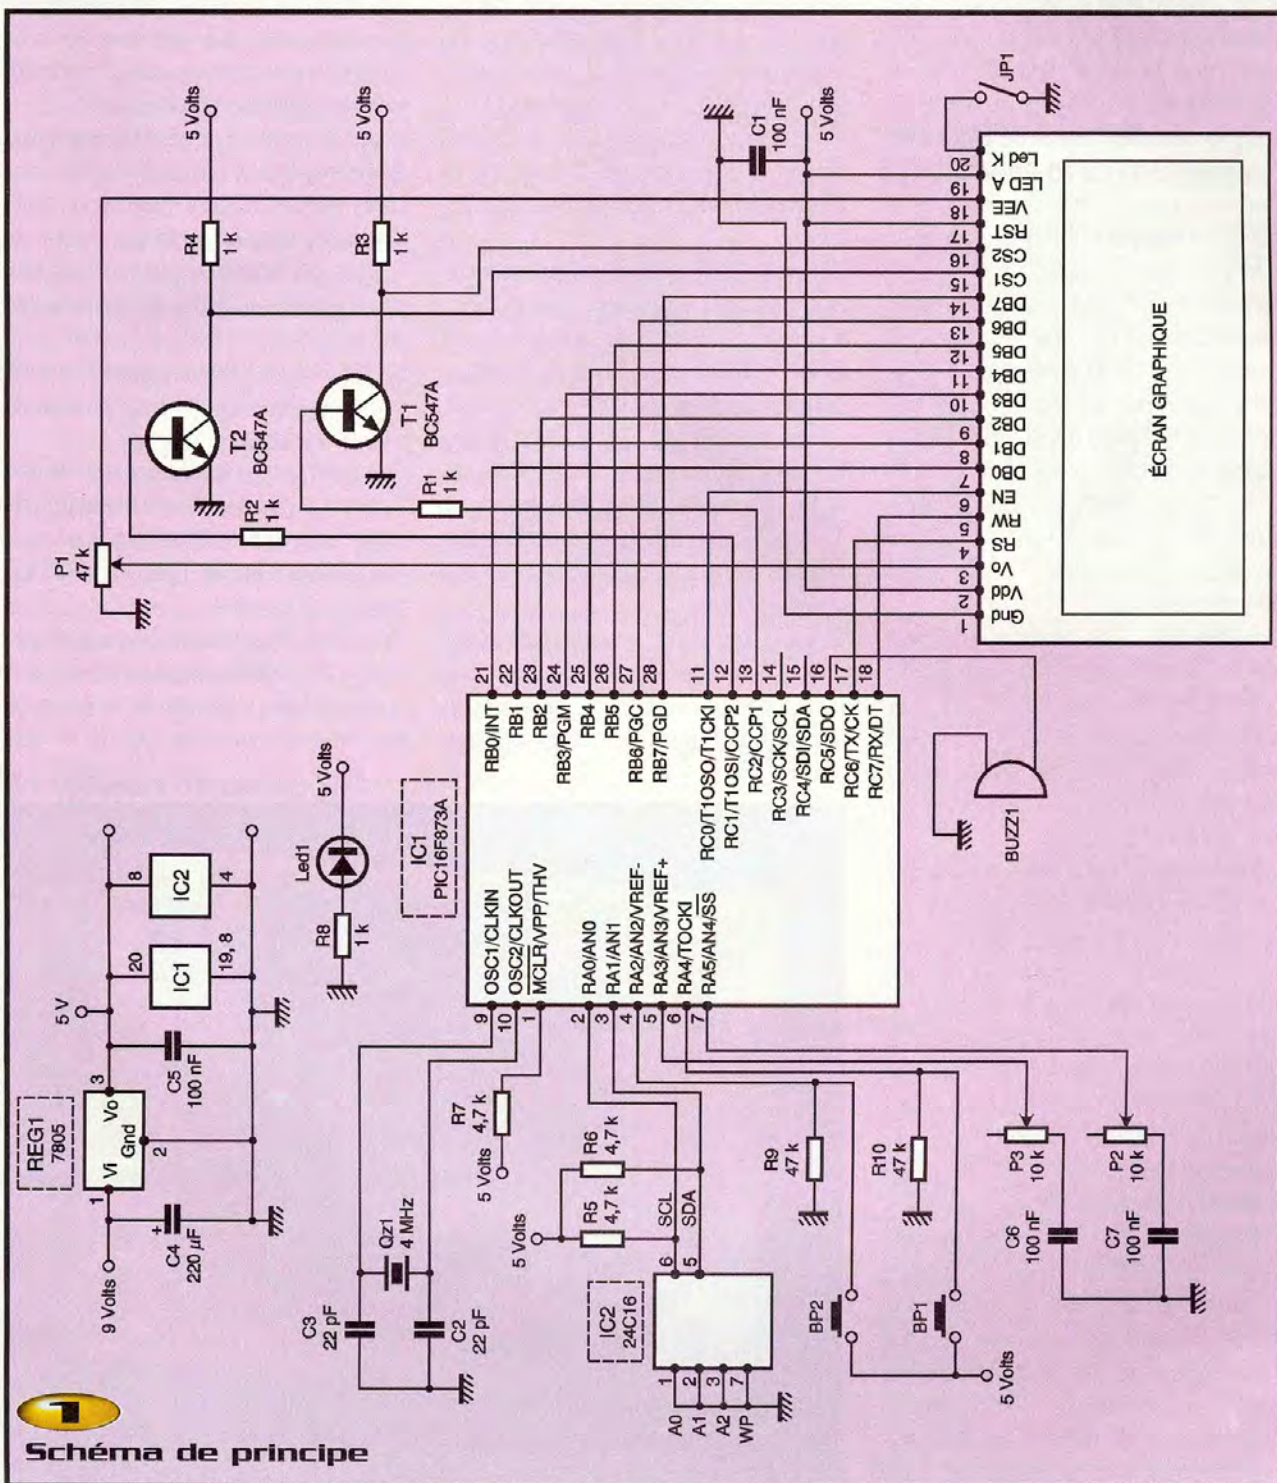 1
Schéma de principe
REG1
7805
Vi
Vo
Gnd
1
2
3
9 Volts
5 V
C4
220 µF
+
C5
100 nF
IC1
20
19, 8
IC2
8
4
C3
22 pF
C2
22 pF
Qz1
4 MHz
R8
1 k
Led1
5 Volts
R7
4,7 k
5 Volts
R5
4,7 k
R6
4,7 k
5 Volts
SCL
SDA
IC2
24C16
6
5
1
2
3
7
A0
A1
A2
WP
R9
47 k
R10
47 k
BP2
BP1
5 Volts
P3
10 k
P2
10 k
C6
100 nF
C7
100 nF
IC1
PIC16F873A
9
10
1
2
3
4
5
6
7
OSC1/CLKIN
OSC2/CLKOUT
MCLR/VPP/THV
RA0/AN0
RA1/AN1
RA2/AN2/VREF-
RA3/AN3/VREF+
RA4/TOCKI
RA5/AN4/SS
RB0/INT
RB1
RB2
RB3/PGM
RB4
RB5
RB6/PGC
RB7/PGD
RC0/T1OSO/T1CKI
RC1/T1OSI/CCP2
RC2/CCP1
RC3/SCK/SCL
RC4/SDI/SDA
RC5/SDO
RC6/TX/CK
RC7/RX/DT
21
22
23
24
25
26
27
28
11
12
13
14
15
16
17
18
BUZZ1
P1
47 k
R2
1 k
R1
1 k
T2
BC547A
T1
BC547A
R4
1 k
R3
1 k
5 Volts
5 Volts
C1
100 nF
5 Volts
JP1
ÉCRAN GRAPHIQUE
1
2
3
4
5
6
7
8
9
10
11
12
13
14
15
16
17
18
19
20
Gnd
Vdd
Vo
RS
RW
EN
DB0
DB1
DB2
DB3
DB4
DB5
DB6
DB7
CS1
CS2
RST
VEE
LED A
Led K